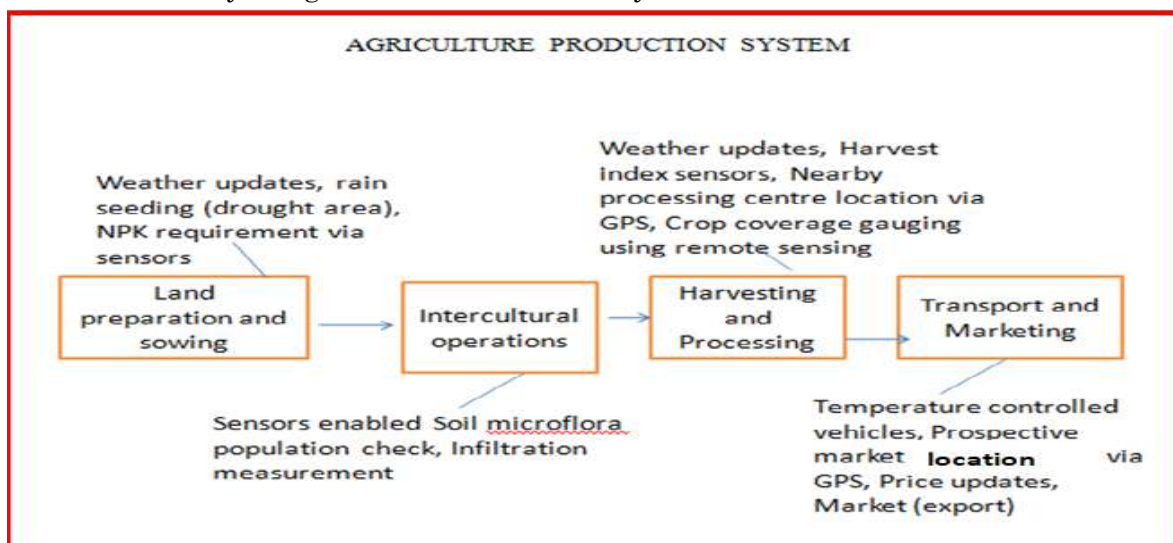 AGRICULTURE PRODUCTION SYSTEM
Weather updates, rain
seeding (drought area),
NPK requirement via
sensors
Weather updates, Harvest
index sensors, Nearby
processing centre location via
GPS, Crop coverage gauging
using remote sensing
Land
preparation and
sowing
Intercultural
operations
Harvesting
and
Processing
Transport and
Marketing
Sensors enabled Soil microflora
population check, Infiltration
measurement
Temperature controlled
vehicles, Prospective
market location via
GPS, Price updates,
Market (export)